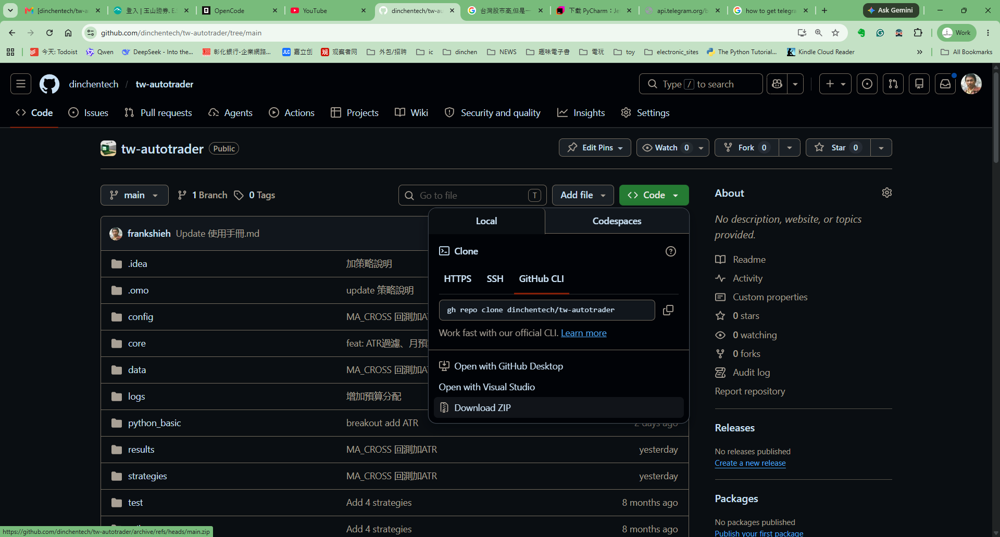 [dinchentech/tw-a
登入 | 玉山證券. E.S
OpenCode
YouTube
dinchentech/tw-au
台灣股市高,但是一
下載 PyCharm：Je
api.telegram.org/b
how to get telegra
Ask Gemini
github.com/dinchentech/tw-autotrader/tree/main
Work
今天: Todoist
Qwen
DeepSeek - Into the...
彰化銀行-企業網路...
JLC 嘉立创
观 观察者网
外包/招聘
ic
dinchen
NEWS
趣味電子書
電玩
toy
electronic_sites
The Python Tutorial...
Kindle Cloud Reader
All Bookmarks
dinchentech / tw-autotrader
Type / to search
Code
Issues
Pull requests
Agents
Actions
Projects
Wiki
Security and quality
Insights
Settings
tw-autotrader Public
Edit Pins
Watch 0
Fork 0
Star 0
main
1 Branch
0 Tags
Go to file T
Add file
Code
Local
Codespaces
Clone
HTTPS
SSH
GitHub CLI
gh repo clone dinchentech/tw-autotrader
Work fast with our official CLI. Learn more
Open with GitHub Desktop
Open with Visual Studio
Download ZIP
frankshieh Update 使用手冊.md
.idea 加策略說明
.omo update 策略說明
config MA_CROSS 回測加A
core feat: ATR過濾、月預
data MA_CROSS 回測加A
logs 增加預算分配
python_basic breakout add ATR 2 days ago
results MA_CROSS 回測加ATR yesterday
strategies MA_CROSS 回測加ATR yesterday
test Add 4 strategies 8 months ago
Add 4 strategies 8 months ago
About
No description, website, or topics
provided.
Readme
Activity
Custom properties
0 stars
0 watching
0 forks
Audit log
Report repository
Releases
No releases published
Create a new release
Packages
No packages published
Publish your first package
https://github.com/dinchentech/tw-autotrader/archive/refs/heads/main.zip